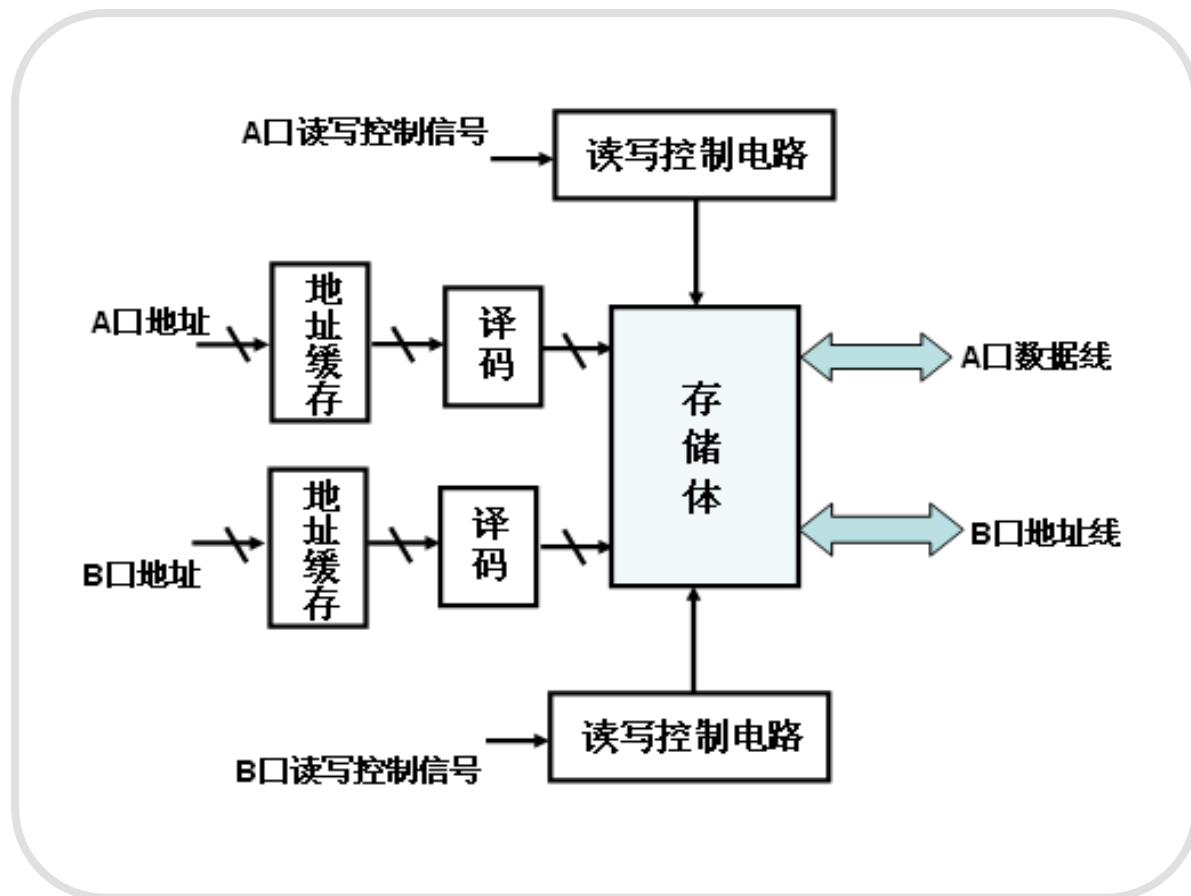 A口读写控制信号
读写控制电路
A口地址
地址缓存
译码
存储体
A口数据线
B口地址
地址缓存
译码
B口地址线
B口读写控制信号
读写控制电路